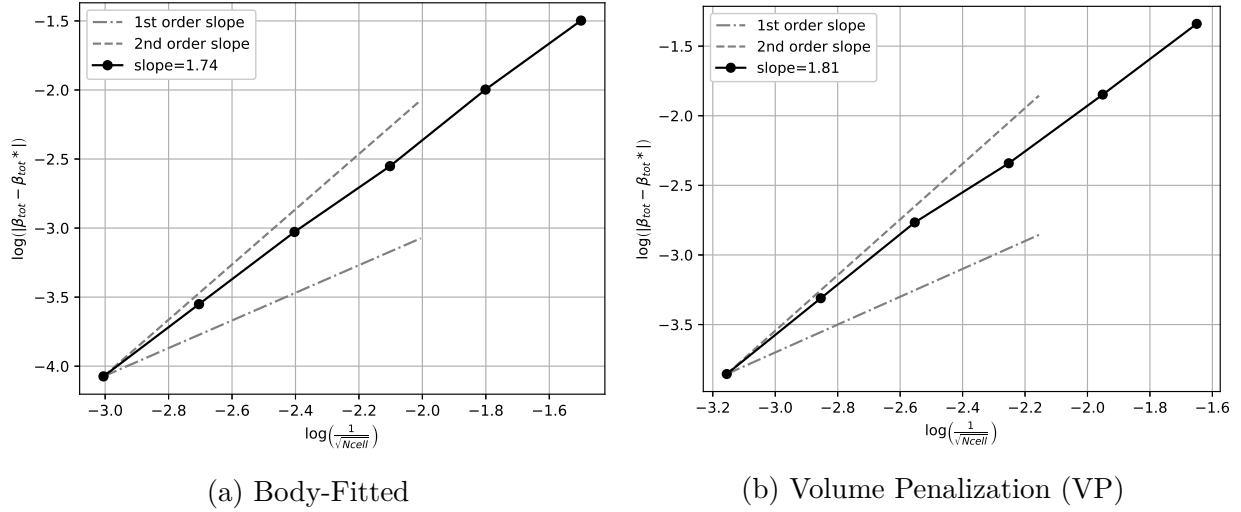 1st order slope
2nd order slope
slope=1.74
−1.5
−2.0
−2.5
−3.0
−3.5
−4.0
log(|β_tot − β_tot*|)
−3.0 −2.8 −2.6 −2.4 −2.2 −2.0 −1.8 −1.6
log(1/√Ncell)
(a) Body-Fitted
1st order slope
2nd order slope
slope=1.81
−1.5
−2.0
−2.5
−3.0
−3.5
log(|β_tot − β_tot*|)
−3.2 −3.0 −2.8 −2.6 −2.4 −2.2 −2.0 −1.8 −1.6
log(1/√Ncell)
(b) Volume Penalization (VP)